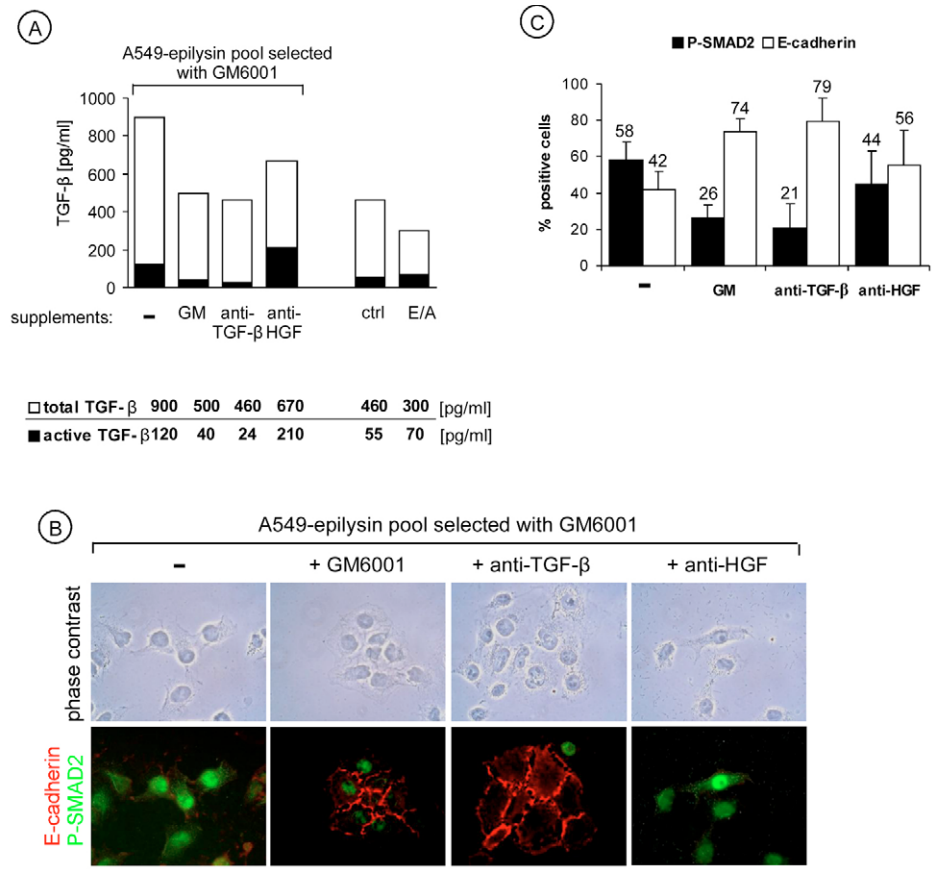 A
A549-epilysin pool selected
with GM6001
TGF-β [pg/ml]
1000
800
600
400
200
0
supplements: – GM anti-TGF-β anti-HGF ctrl E/A
total TGF-β 900 500 460 670 460 300 [pg/ml]
active TGF-β 120 40 24 210 55 70 [pg/ml]
C
P-SMAD2 E-cadherin
% positive cells
100
80
60
40
20
0
58 42 26 74 21 79 44 56
– GM anti-TGF-β anti-HGF
B
A549-epilysin pool selected with GM6001
– + GM6001 + anti-TGF-β + anti-HGF
phase contrast
E-cadherin
P-SMAD2